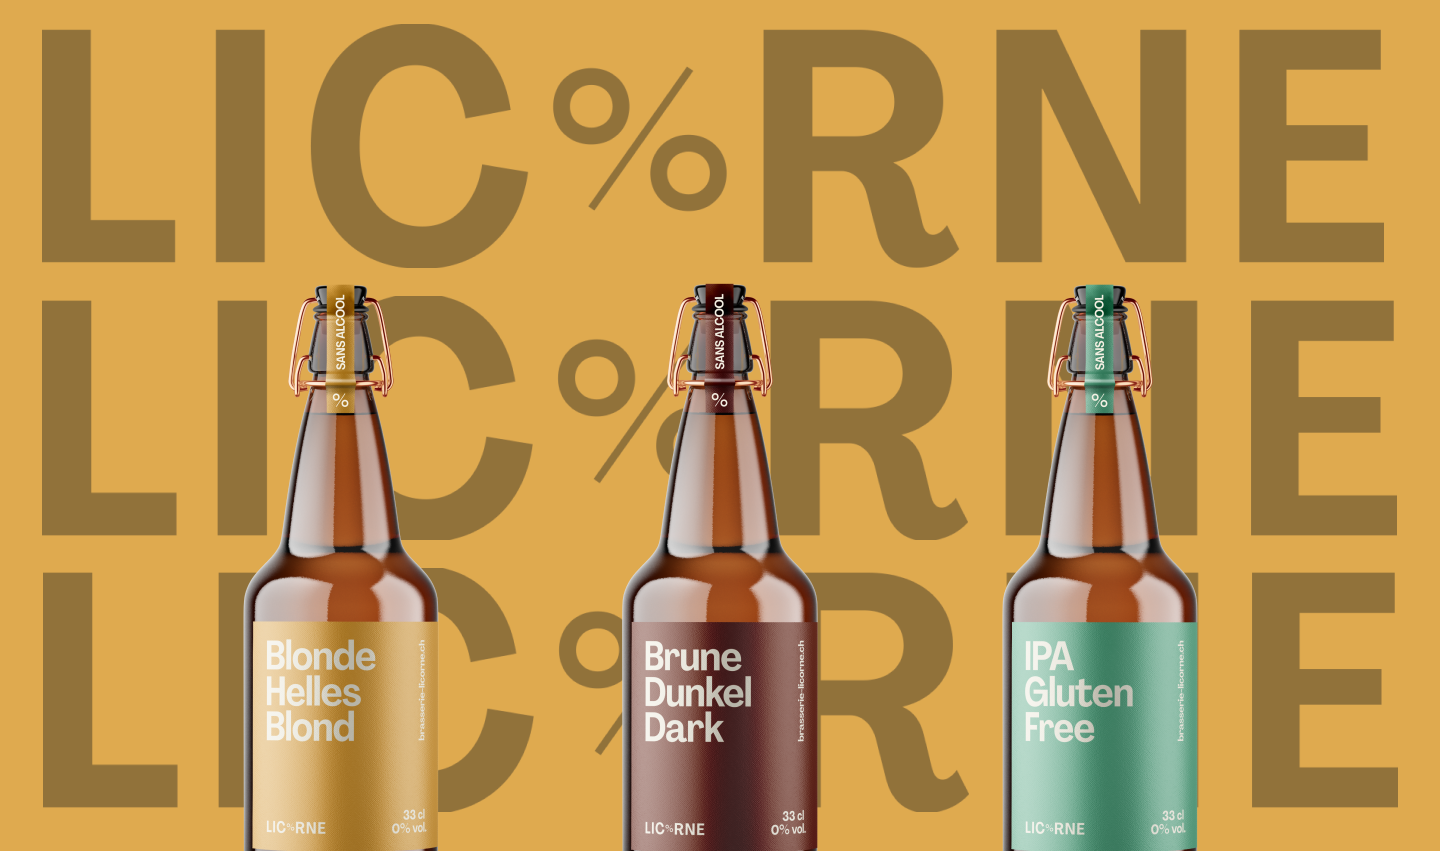 LIC%RNE
LIC%RNE
LIC%RNE
SANS ALCOOL
%
Blonde
Helles
Blond
brasserie-licorne.ch
LIC%RNE
33 cl
0% vol.
SANS ALCOOL
%
Brune
Dunkel
Dark
brasserie-licorne.ch
LIC%RNE
33 cl
0% vol.
SANS ALCOOL
%
IPA
Gluten
Free
brasserie-licorne.ch
LIC%RNE
33 cl
0% vol.